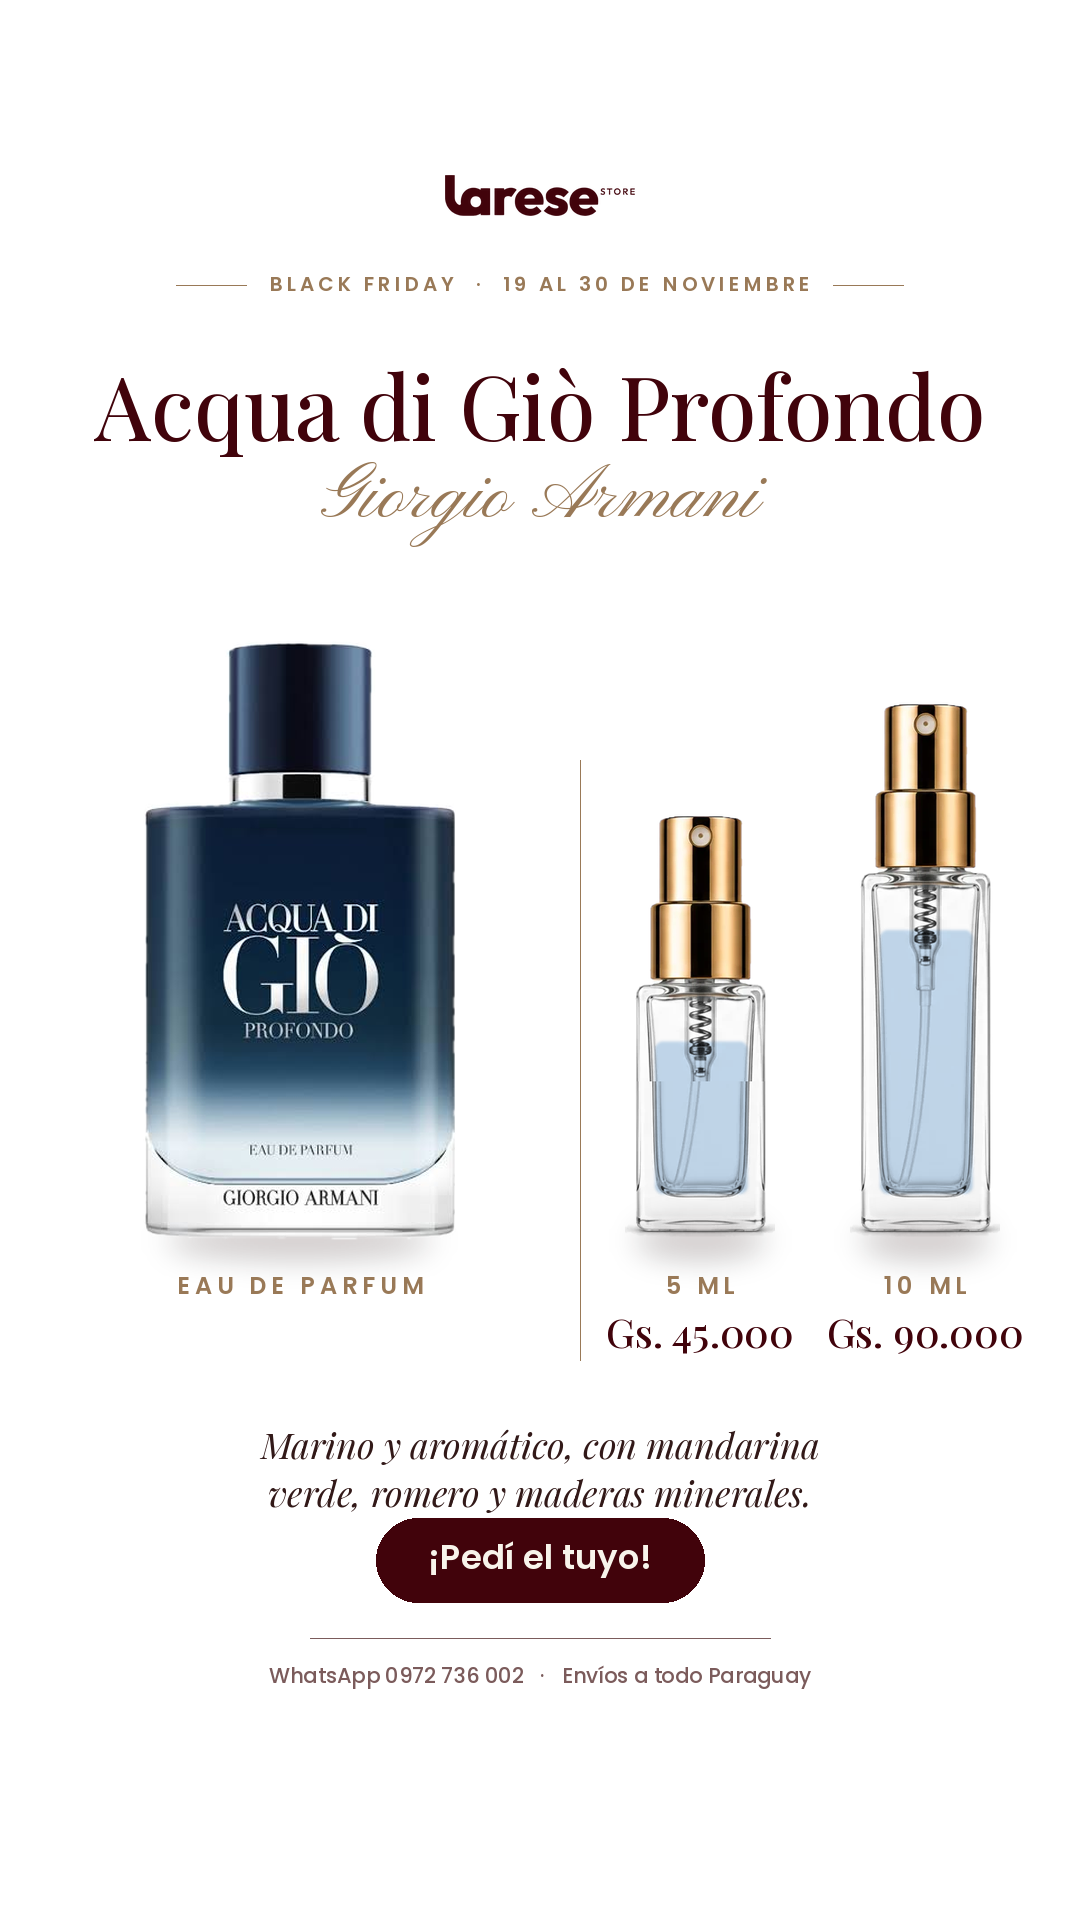 Larese STORE
BLACK FRIDAY · 19 AL 30 DE NOVIEMBRE
Acqua di Giò Profondo
Giorgio Armani
ACQUA DI
GIÒ
PROFONDO
EAU DE PARFUM
GIORGIO ARMANI
EAU DE PARFUM
5 ML
Gs. 45.000
10 ML
Gs. 90.000
Marino y aromático, con mandarina
verde, romero y maderas minerales.
¡Pedí el tuyo!
WhatsApp 0972 736 002 · Envíos a todo Paraguay